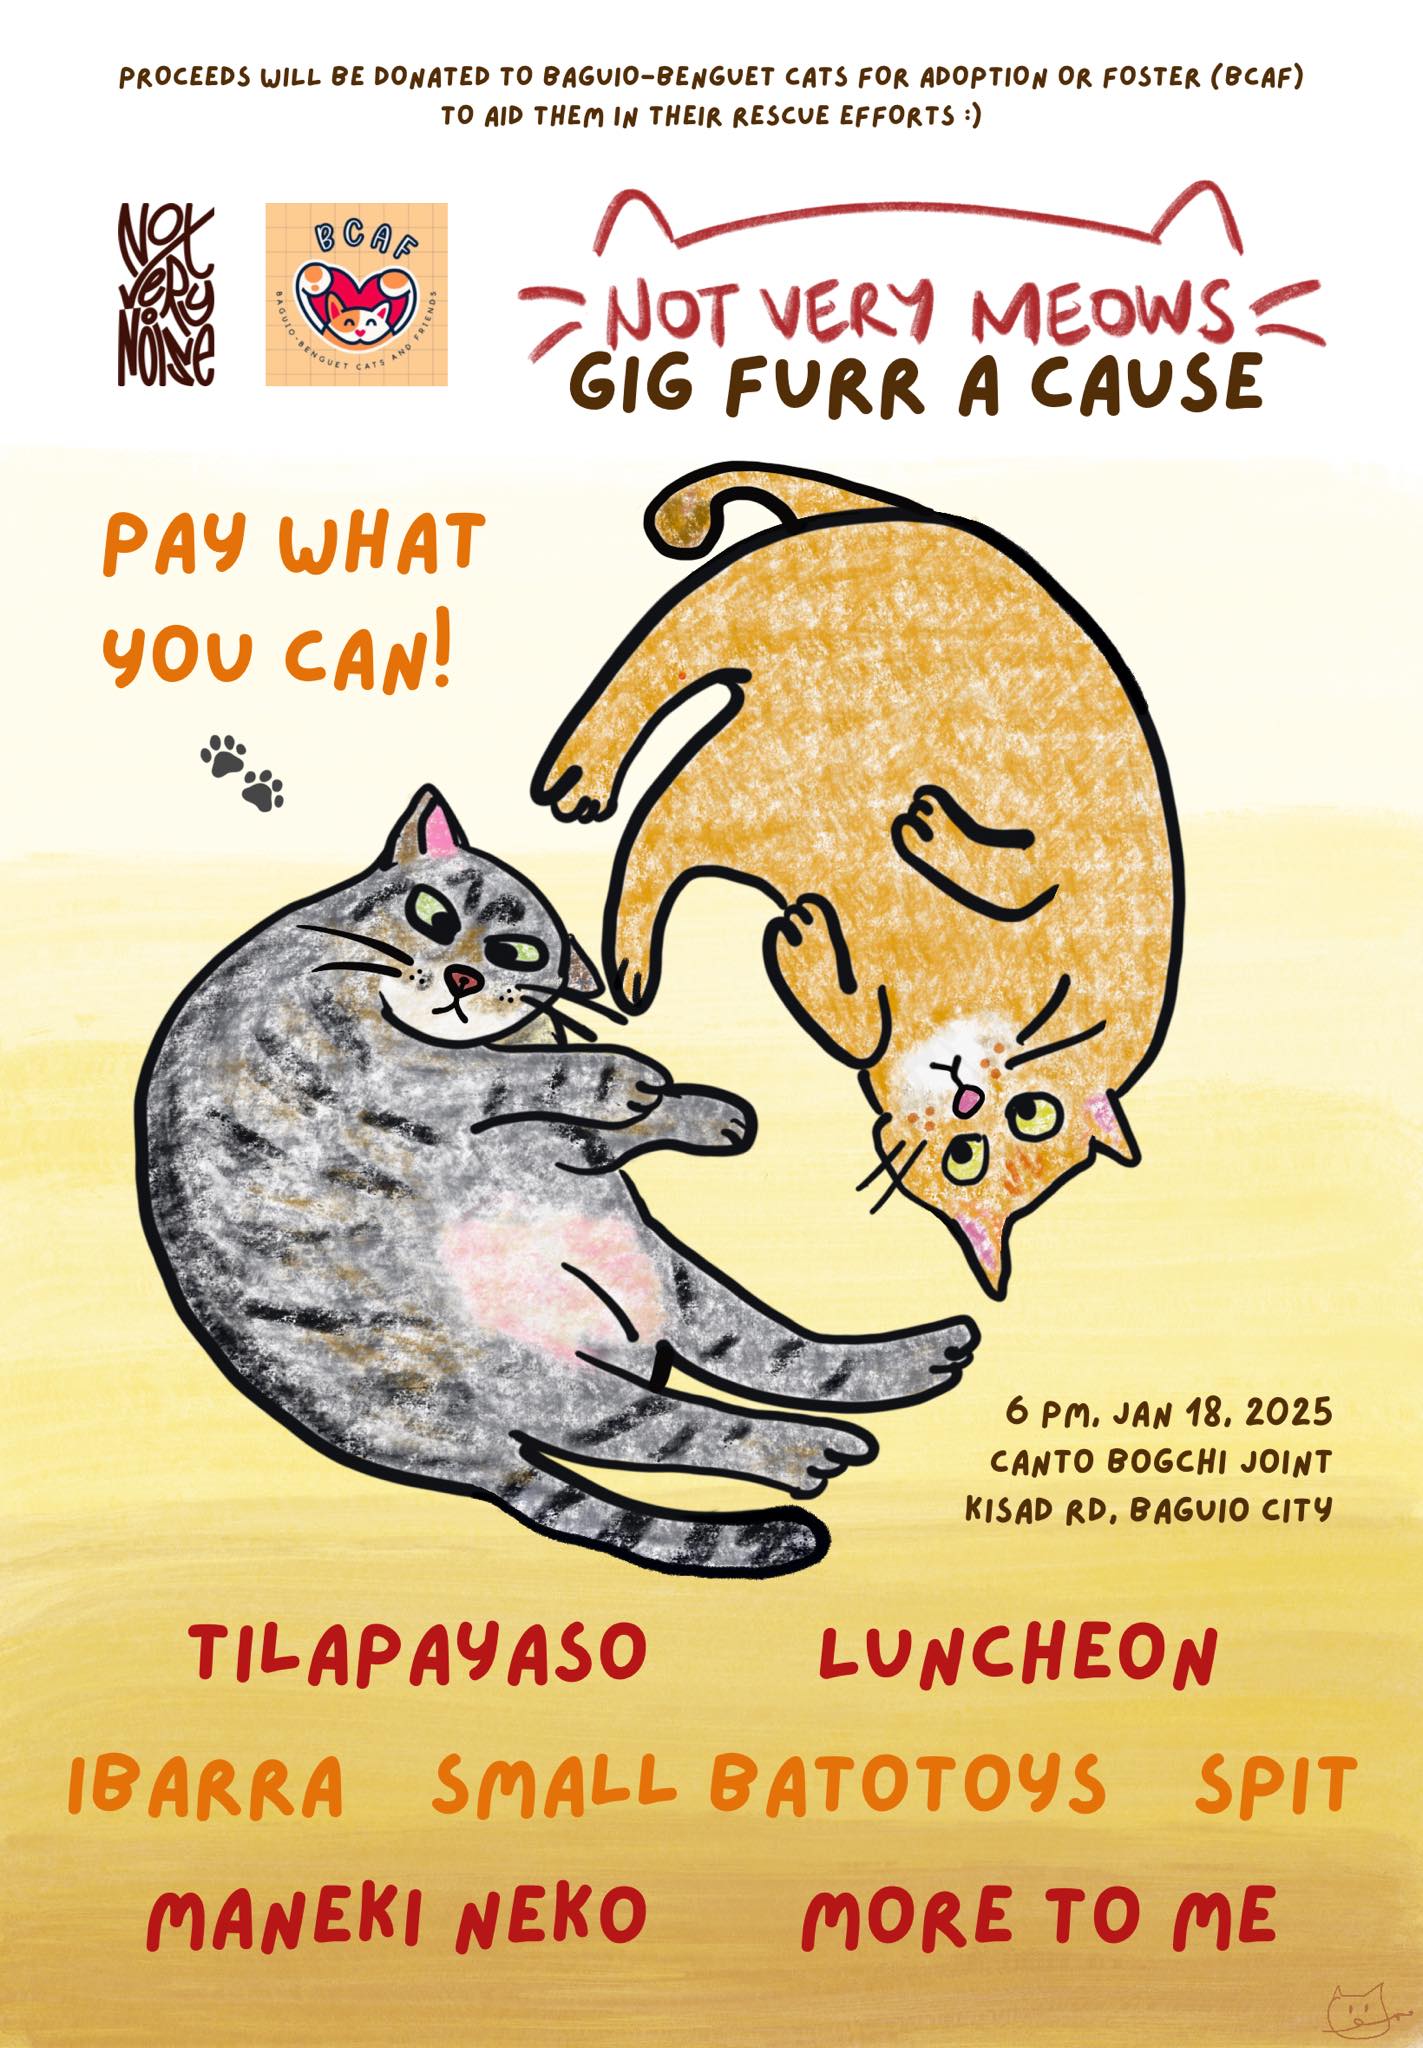 PROCEEDS WILL BE DONATED TO BAGUIO-BENGUET CATS FOR ADOPTION OR FOSTER (BCAF)
TO AID THEM IN THEIR RESCUE EFFORTS :)
NOT
VERY
NOISE
BCAF
BAGUIO-BENGUET CATS AND FRIENDS
NOT VERY MEOWS
GIG FURR A CAUSE
PAY WHAT
YOU CAN!
6 PM, JAN 18, 2025
CANTO BOGCHI JOINT
KISAD RD, BAGUIO CITY
TILAPAYASO LUNCHEON
IBARRA SMALL BATOTOYS SPIT
MANEKI NEKO MORE TO ME